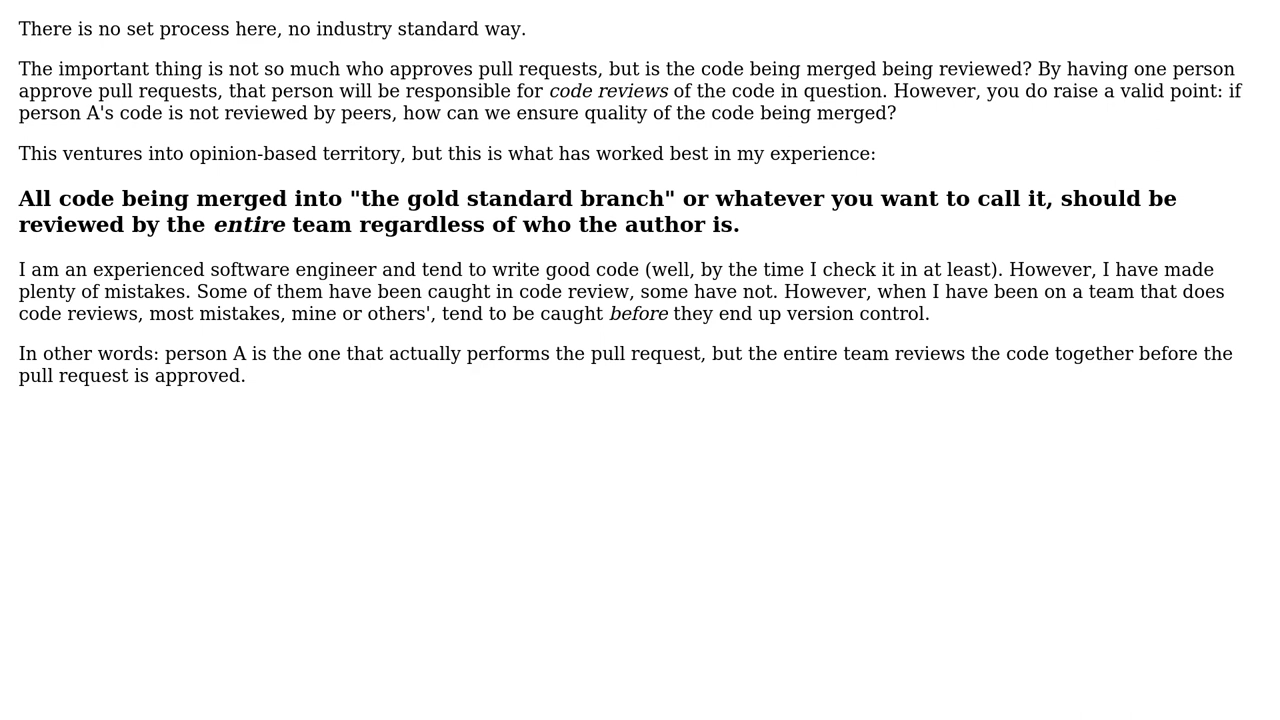 There is no set process here, no industry standard way.
The important thing is not so much who approves pull requests, but is the code being merged being reviewed? By having one person
approve pull requests, that person will be responsible for code reviews of the code in question. However, you do raise a valid point: if
person A's code is not reviewed by peers, how can we ensure quality of the code being merged?
This ventures into opinion-based territory, but this is what has worked best in my experience:
All code being merged into "the gold standard branch" or whatever you want to call it, should be
reviewed by the entire team regardless of who the author is.
I am an experienced software engineer and tend to write good code (well, by the time I check it in at least). However, I have made
plenty of mistakes. Some of them have been caught in code review, some have not. However, when I have been on a team that does
code reviews, most mistakes, mine or others', tend to be caught before they end up version control.
In other words: person A is the one that actually performs the pull request, but the entire team reviews the code together before the
pull request is approved.